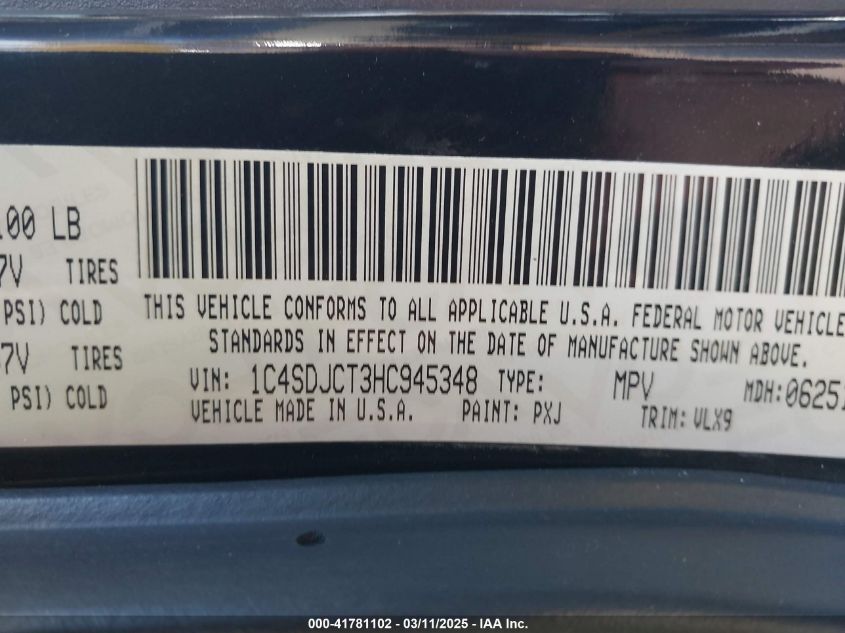 100 LB
7V TIRES
PSI) COLD
7V TIRES
PSI) COLD
THIS VEHICLE CONFORMS TO ALL APPLICABLE U.S.A. FEDERAL MOTOR VEHICLE
STANDARDS IN EFFECT ON THE DATE OF MANUFACTURE SHOWN ABOVE.
VIN: 1C4SDJCT3HC945348 TYPE: MPV MDH:06251
VEHICLE MADE IN U.S.A. PAINT: PXJ TRIM: VLX9
000-41781102 - 03/11/2025 - IAA Inc.